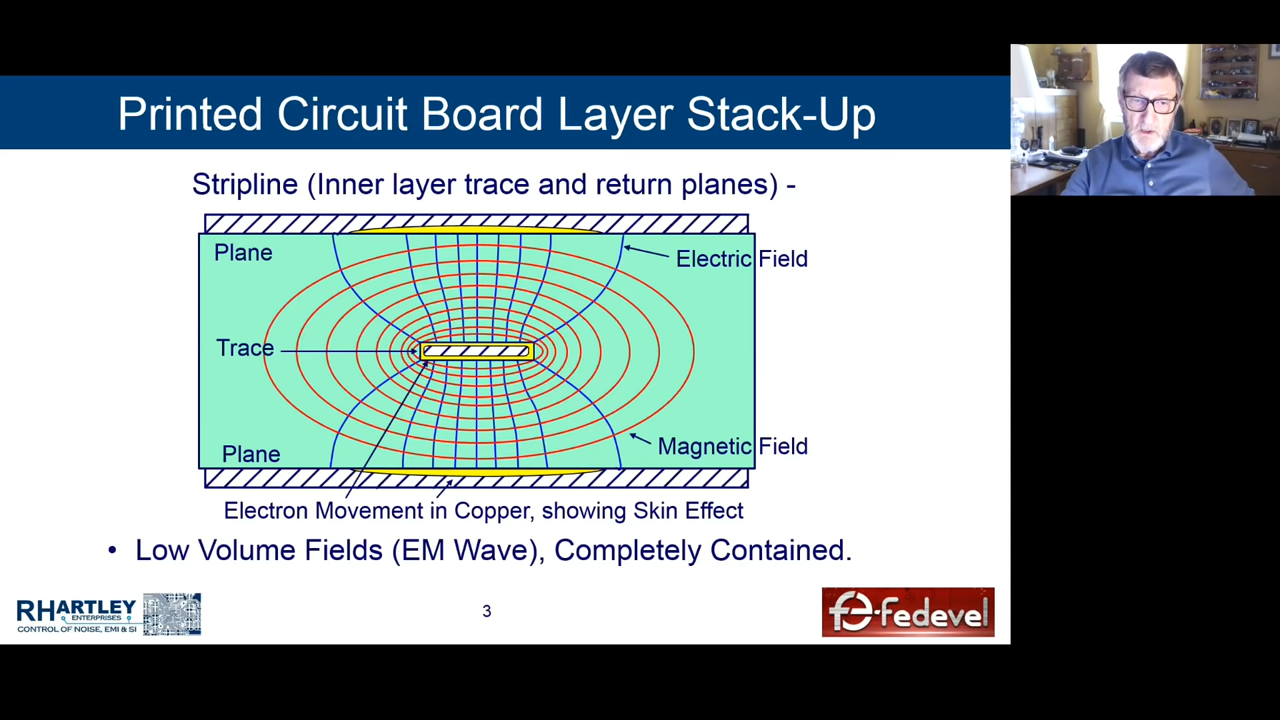 Printed Circuit Board Layer Stack-Up
Stripline (Inner layer trace and return planes) -
Plane
Electric Field
Trace
Magnetic Field
Plane
Electron Movement in Copper, showing Skin Effect
• Low Volume Fields (EM Wave), Completely Contained.
RHARTLEY
ENTERPRISES
CONTROL OF NOISE, EMI & SI
3
fedevel